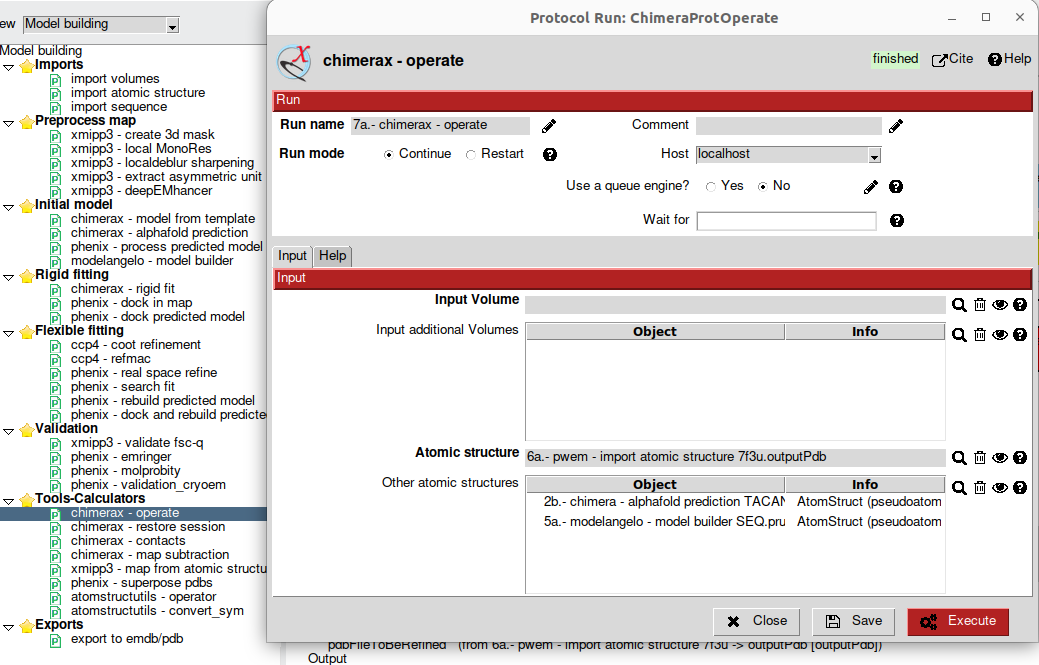 ew Model building
Model building
Imports
import volumes
import atomic structure
import sequence
Preprocess map
xmipp3 - create 3d mask
xmipp3 - local MonoRes
xmipp3 - localdeblur sharpening
xmipp3 - extract asymmetric unit
xmipp3 - deepEMhancer
Initial model
chimerax - model from template
chimerax - alphafold prediction
phenix - process predicted model
modelangelo - model builder
Rigid fitting
chimerax - rigid fit
phenix - dock in map
phenix - dock predicted model
Flexible fitting
ccp4 - coot refinement
ccp4 - refmac
phenix - real space refine
phenix - search fit
phenix - rebuild predicted model
phenix - dock and rebuild predicte
Validation
xmipp3 - validate fsc-q
phenix - emringer
phenix - molprobity
phenix - validation_cryoem
Tools-Calculators
chimerax - operate
chimerax - restore session
chimerax - contacts
chimerax - map subtraction
xmipp3 - map from atomic structu
phenix - superpose pdbs
atomstructutils - operator
atomstructutils - convert_sym
Exports
export to emdb/pdb
Protocol Run: ChimeraProtOperate
chimerax - operate
finished Cite Help
Run
Run name 7a.- chimerax - operate Comment
Run mode Continue Restart Host localhost
Use a queue engine? Yes No
Wait for
Input Help
Input
Input Volume
Input additional Volumes Object Info
Atomic structure 6a.- pwem - import atomic structure 7f3u.outputPdb
Other atomic structures Object Info
2b.- chimera - alphafold prediction TACAN AtomStruct (pseudoatom
5a.- modelangelo - model builder SEQ.pru AtomStruct (pseudoatom
Close Save Execute
pdbFileToBeRefined (from 6a.- pwem - import atomic structure 7f3u -> outputPdb [outputPdb])
Output